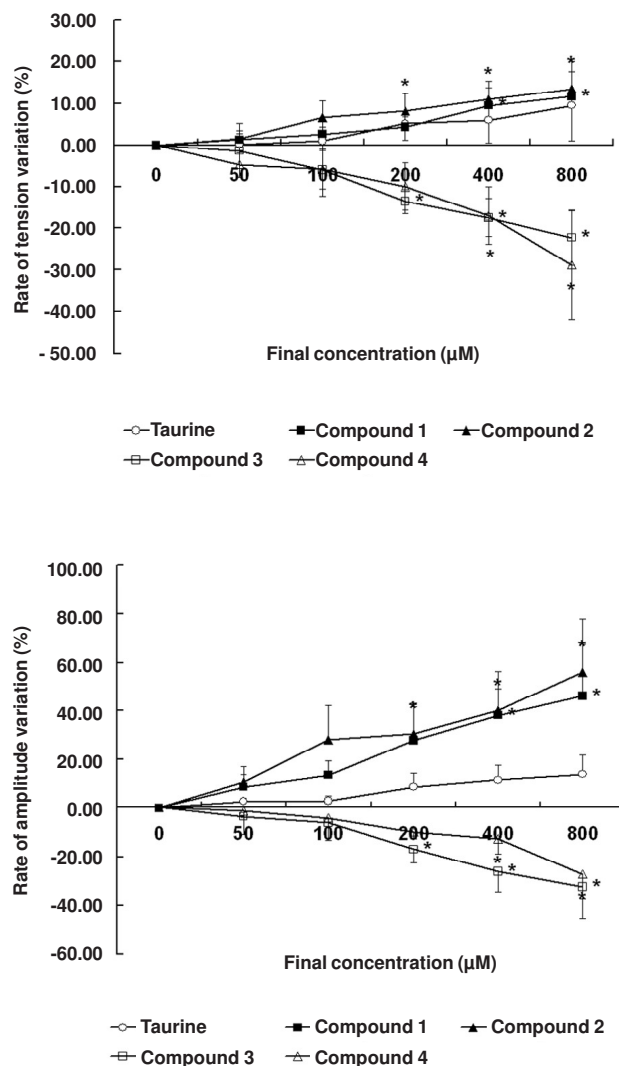 30.00
20.00
10.00
0.00
-10.00
-20.00
-30.00
-40.00
- 50.00
Rate of tension variation (%)
0 50 100 200 400 800
* * * * *
* * * * *
Final concentration (µM)
Taurine Compound 1 Compound 2
Compound 3 Compound 4
100.00
80.00
60.00
40.00
20.00
0.00
-20.00
-40.00
-60.00
Rate of amplitude variation (%)
0 50 100 200 400 800
* * * * *
* * * * *
Final concentration (µM)
Taurine Compound 1 Compound 2
Compound 3 Compound 4